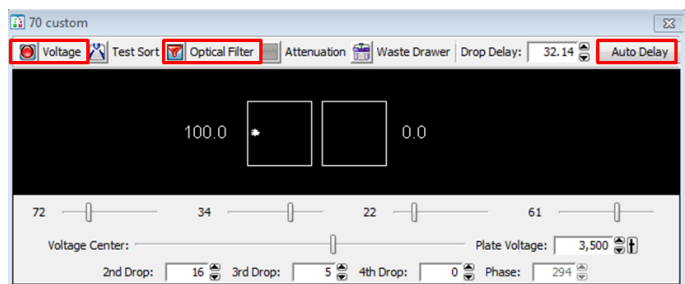 70 custom
Voltage Test Sort Optical Filter Attenuation Waste Drawer Drop Delay: 32.14 Auto Delay
100.0 0.0
72 34 22 61
Voltage Center: Plate Voltage: 3,500
2nd Drop: 16 3rd Drop: 5 4th Drop: 0 Phase: 294